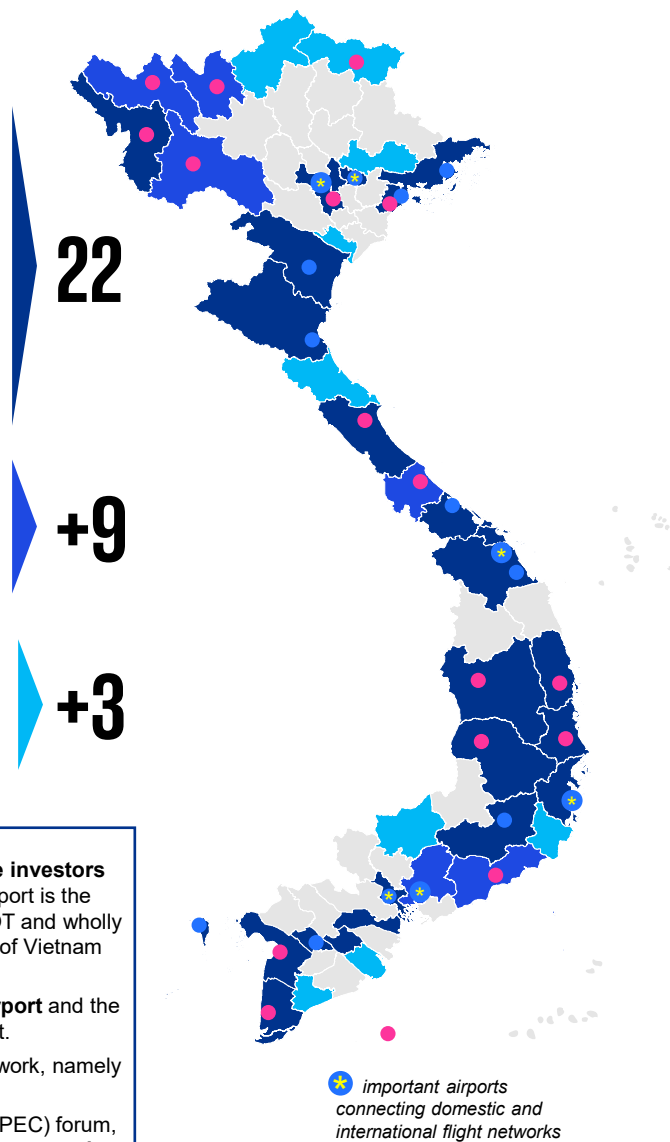 22
+9
+3
e investors
port is the
OT and wholly
of Vietnam
rport and the
t.
work, namely
PEC) forum,
* important airports
connecting domestic and
international flight networks